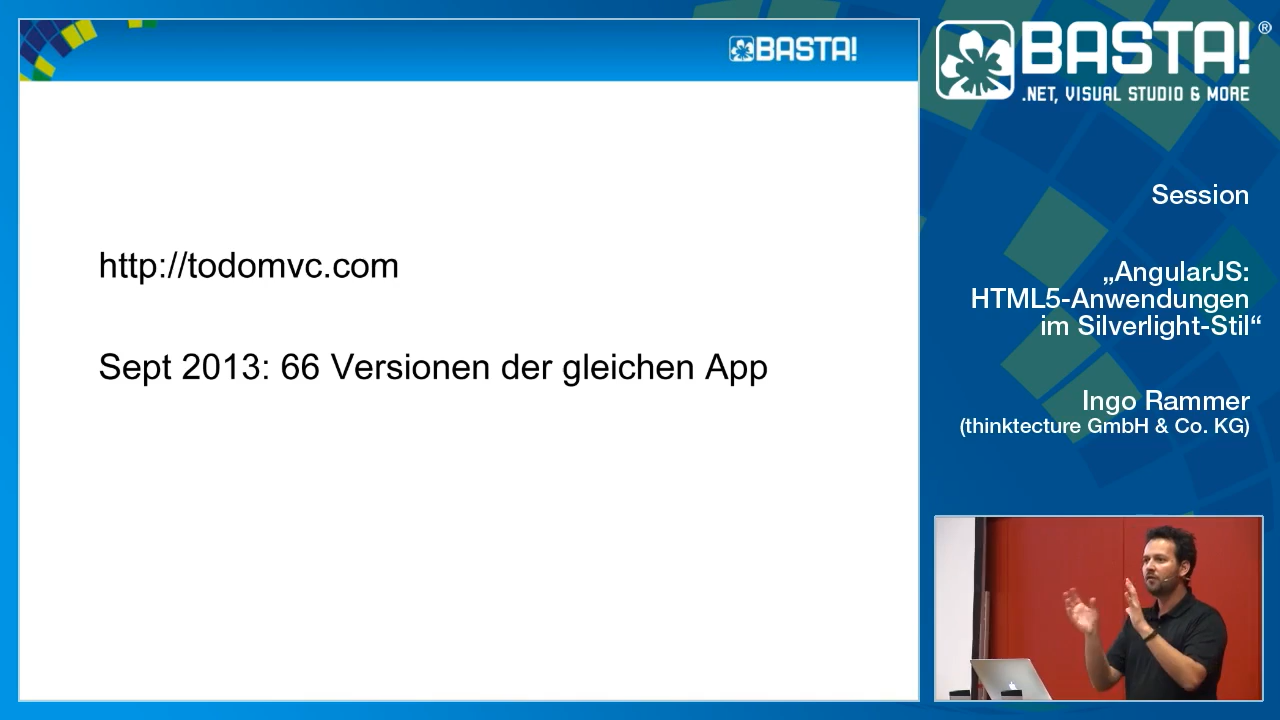 BASTA!
http://todomvc.com
Sept 2013: 66 Versionen der gleichen App
BASTA!®
.NET, VISUAL STUDIO & MORE
Session
„AngularJS:
HTML5-Anwendungen
im Silverlight-Stil“
Ingo Rammer
(thinktecture GmbH & Co. KG)